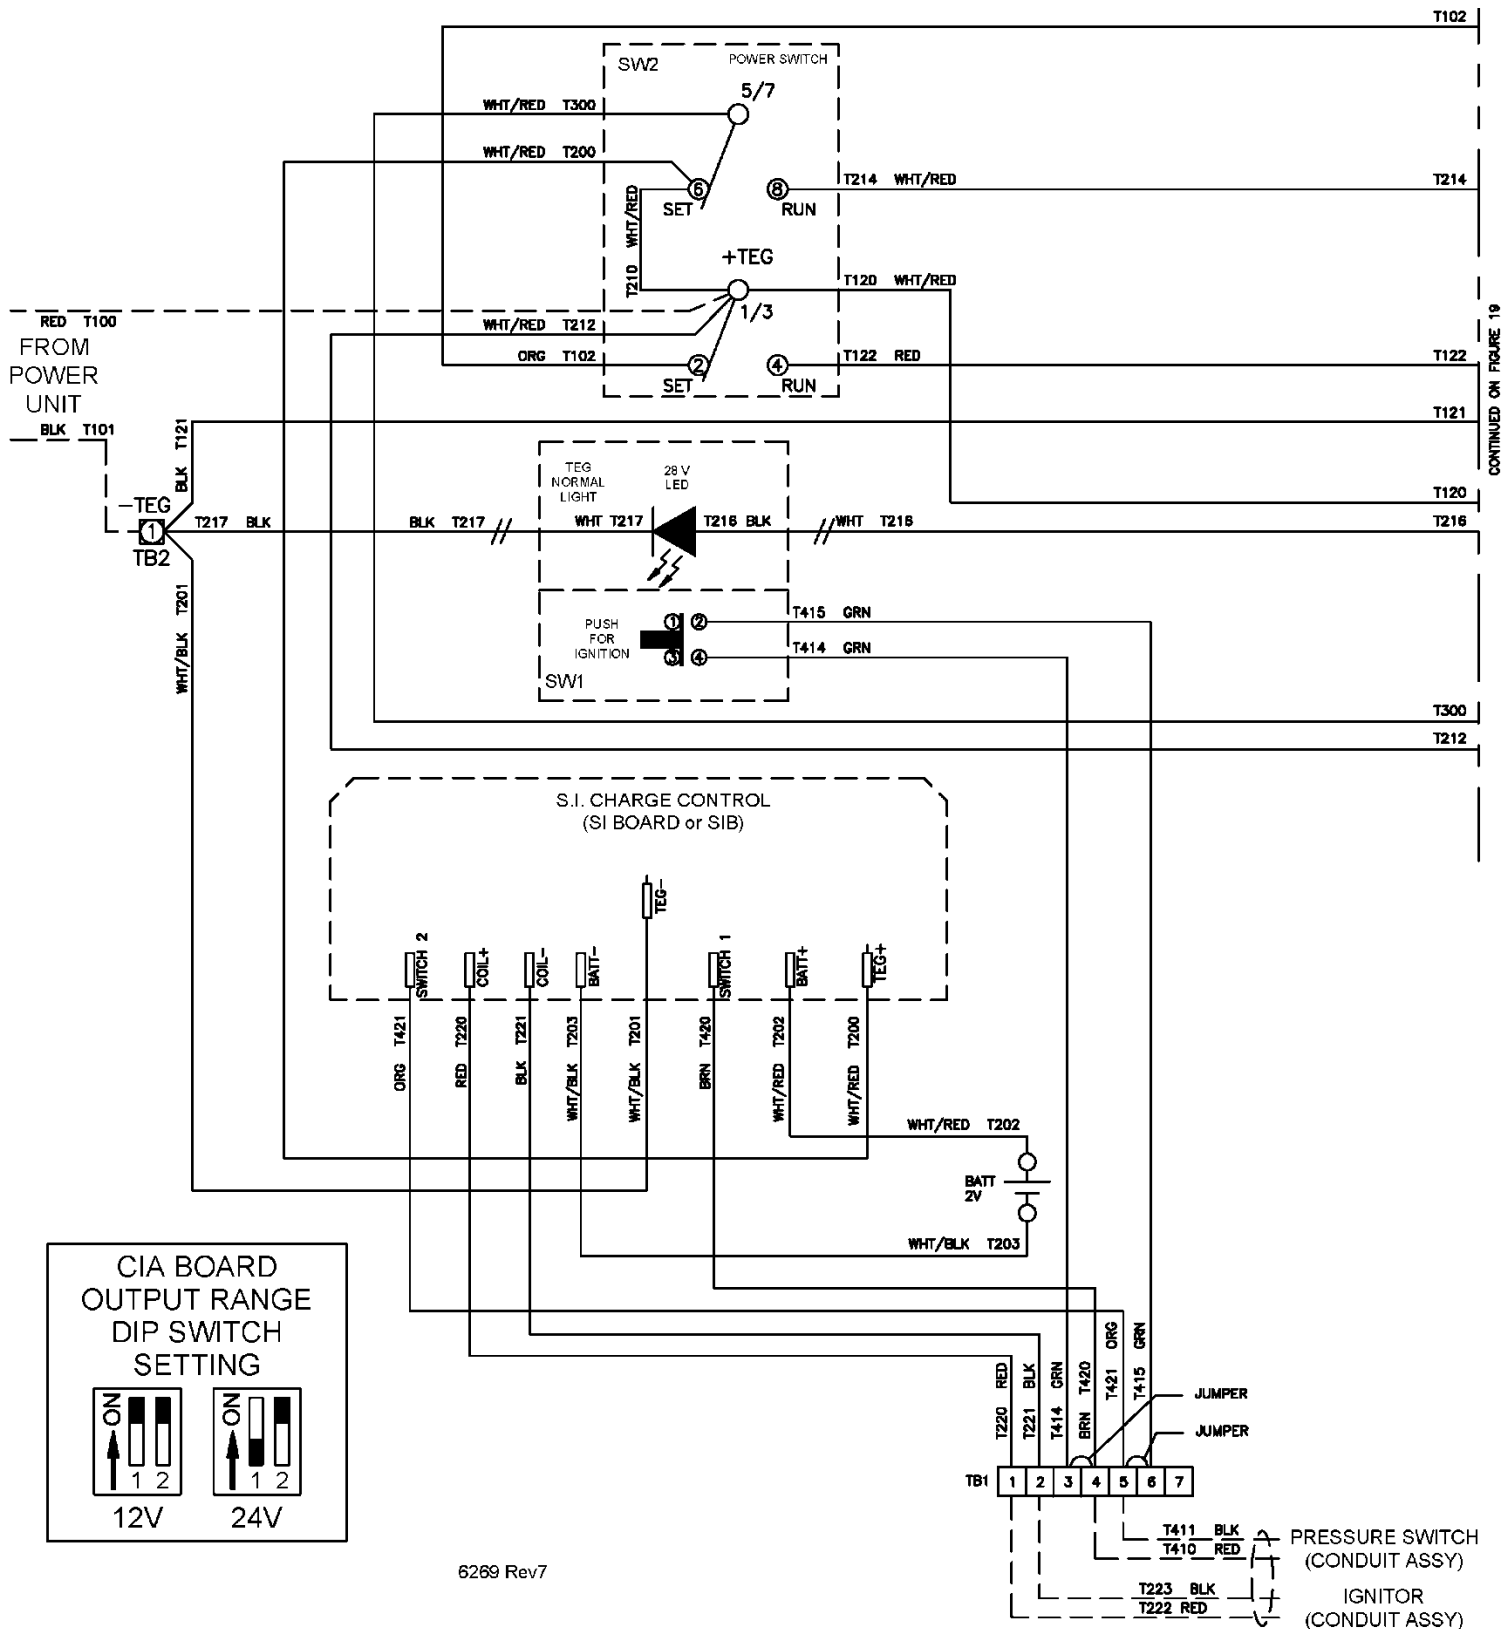 T102
SW2
POWER SWITCH
5/7
WHT/RED T300
WHT/RED T200
6
8
T214 WHT/RED
T214
SET
RUN
T210 WHT/RED
+TEG
T120 WHT/RED
1/3
RED T100
WHT/RED T212
FROM
POWER
UNIT
ORG T102
2
4
T122 RED
T122
SET
RUN
CONTINUED ON FIGURE 19
T121
BLK T101
BLK T121
TEG
NORMAL
LIGHT
28 V
LED
T120
-TEG
1
TB2
T217 BLK
BLK T217
WHT T217
T216 BLK
WHT T216
T216
WHT/BLK T201
PUSH
FOR
IGNITION
1
2
3
4
SW1
T415 GRN
T414 GRN
T300
T212
S.I. CHARGE CONTROL
(SI BOARD or SIB)
TEG-
SWITCH 2
COIL+
COIL-
BATT-
SWITCH 1
BATT+
TEG+
ORG T421
RED T220
BLK T221
WHT/BLK T203
WHT/BLK T201
BRN T420
WHT/RED T202
WHT/RED T200
WHT/RED T202
BATT
2V
WHT/BLK T203
CIA BOARD
OUTPUT RANGE
DIP SWITCH
SETTING
ON
1 2
12V
ON
1 2
24V
T220 RED
T221 BLK
T414 GRN
BRN T420
T421 ORG
T415 GRN
JUMPER
JUMPER
TB1
1 2 3 4 5 6 7
T411 BLK
T410 RED
PRESSURE SWITCH
(CONDUIT ASSY)
T223 BLK
T222 RED
IGNITOR
(CONDUIT ASSY)
6269 Rev7